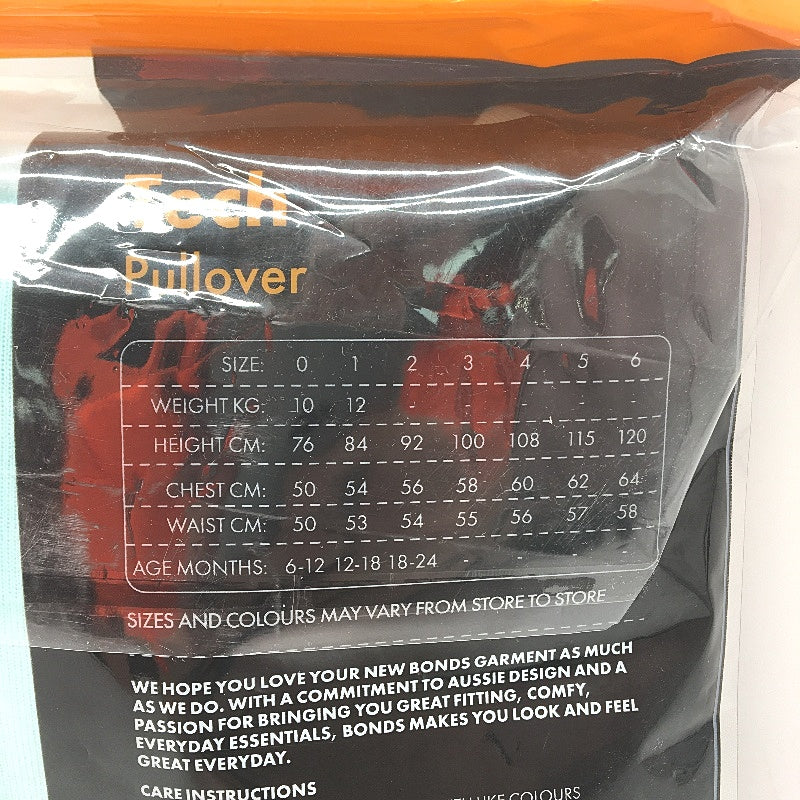 Tech
Pullover
SIZE: 0 1 2 3 4 5 6
WEIGHT KG: 10 12 - - - - -
HEIGHT CM: 76 84 92 100 108 115 120
CHEST CM: 50 54 56 58 60 62 64
WAIST CM: 50 53 54 55 56 57 58
AGE MONTHS: 6-12 12-18 18-24 - - - -
SIZES AND COLOURS MAY VARY FROM STORE TO STORE
WE HOPE YOU LOVE YOUR NEW BONDS GARMENT AS MUCH
AS WE DO. WITH A COMMITMENT TO AUSSIE DESIGN AND A
PASSION FOR BRINGING YOU GREAT FITTING, COMFY,
EVERYDAY ESSENTIALS, BONDS MAKES YOU LOOK AND FEEL
GREAT EVERYDAY.
CARE INSTRUCTIONS
LIKE COLOURS